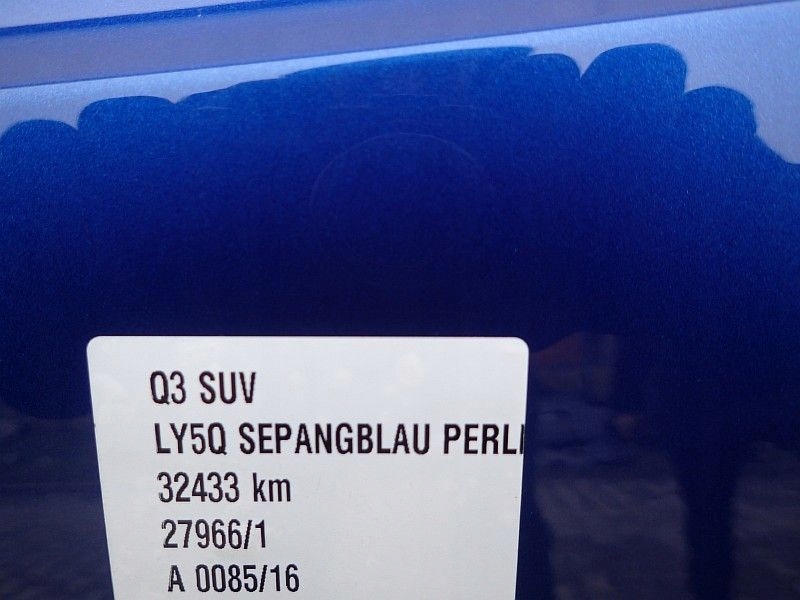 Q3 SUV
LY5Q SEPANGBLAU PERLI
32433 km
27966/1
A 0085/16